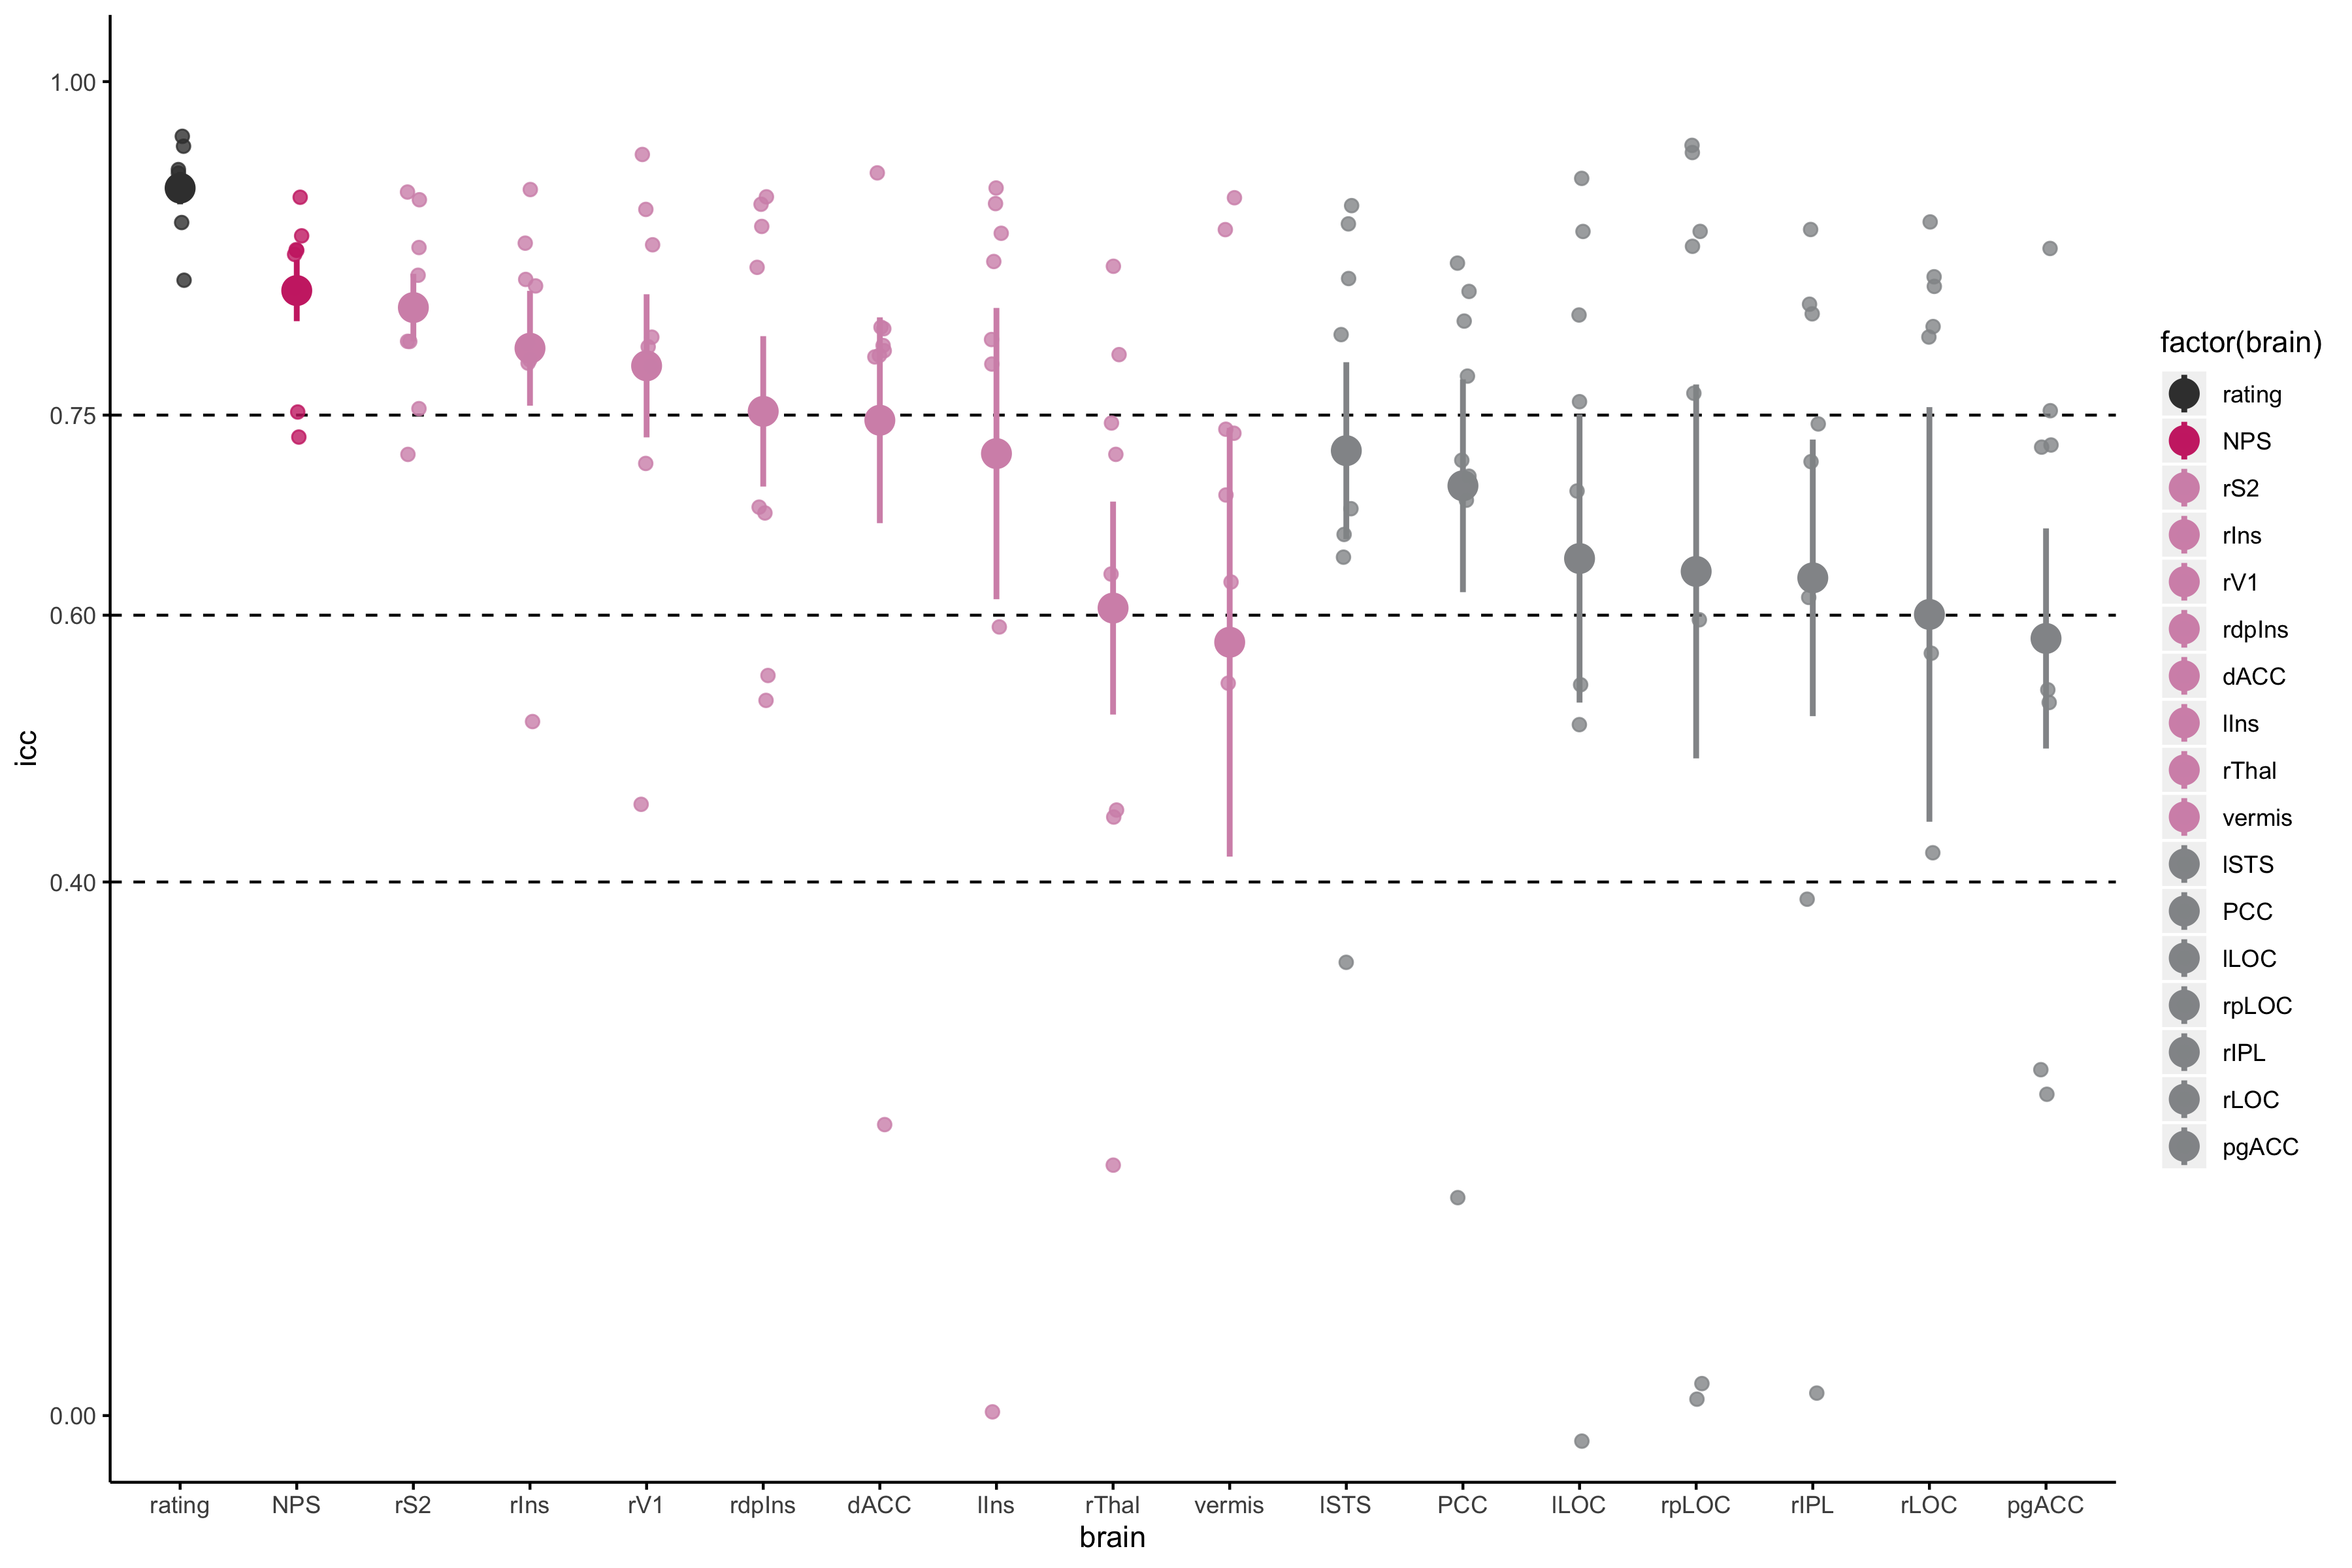 1.00
0.75
0.60
0.40
0.00
icc
rating NPS rS2 rIns rV1 rdpIns dACC lIns rThal vermis lSTS PCC lLOC rpLOC rIPL rLOC pgACC
brain
factor(brain)
rating
NPS
rS2
rIns
rV1
rdpIns
dACC
lIns
rThal
vermis
lSTS
PCC
lLOC
rpLOC
rIPL
rLOC
pgACC